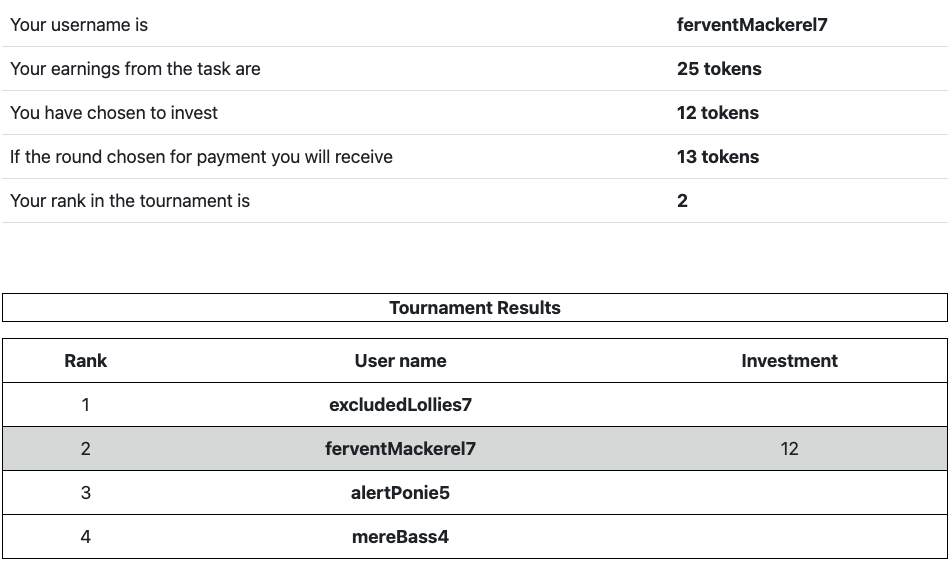 Your username is ferventMackerel7
Your earnings from the task are 25 tokens
You have chosen to invest 12 tokens
If the round chosen for payment you will receive 13 tokens
Your rank in the tournament is 2
Tournament Results
Rank User name Investment
1 excludedLollies7
2 ferventMackerel7 12
3 alertPonie5
4 mereBass4